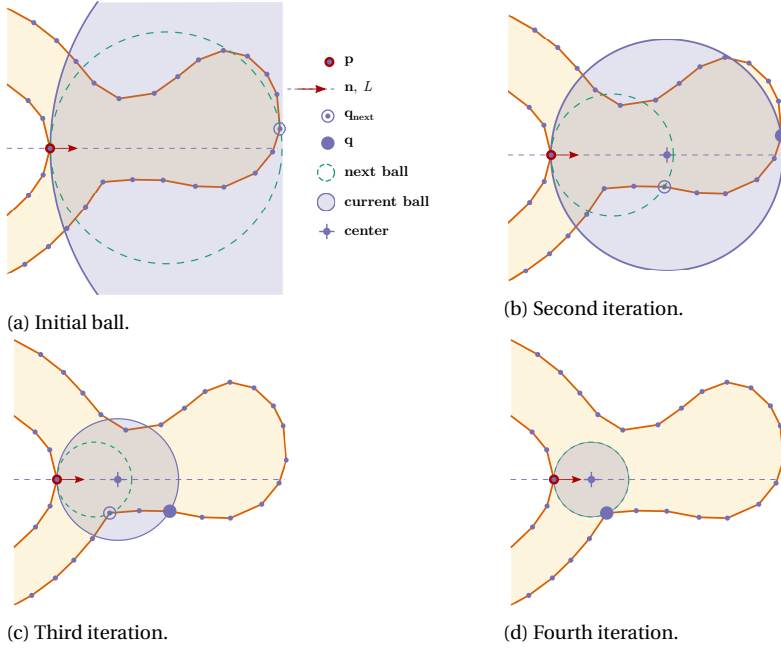 p
n, L
q_next
q
next ball
current ball
center
(a) Initial ball.
(b) Second iteration.
(c) Third iteration.
(d) Fourth iteration.